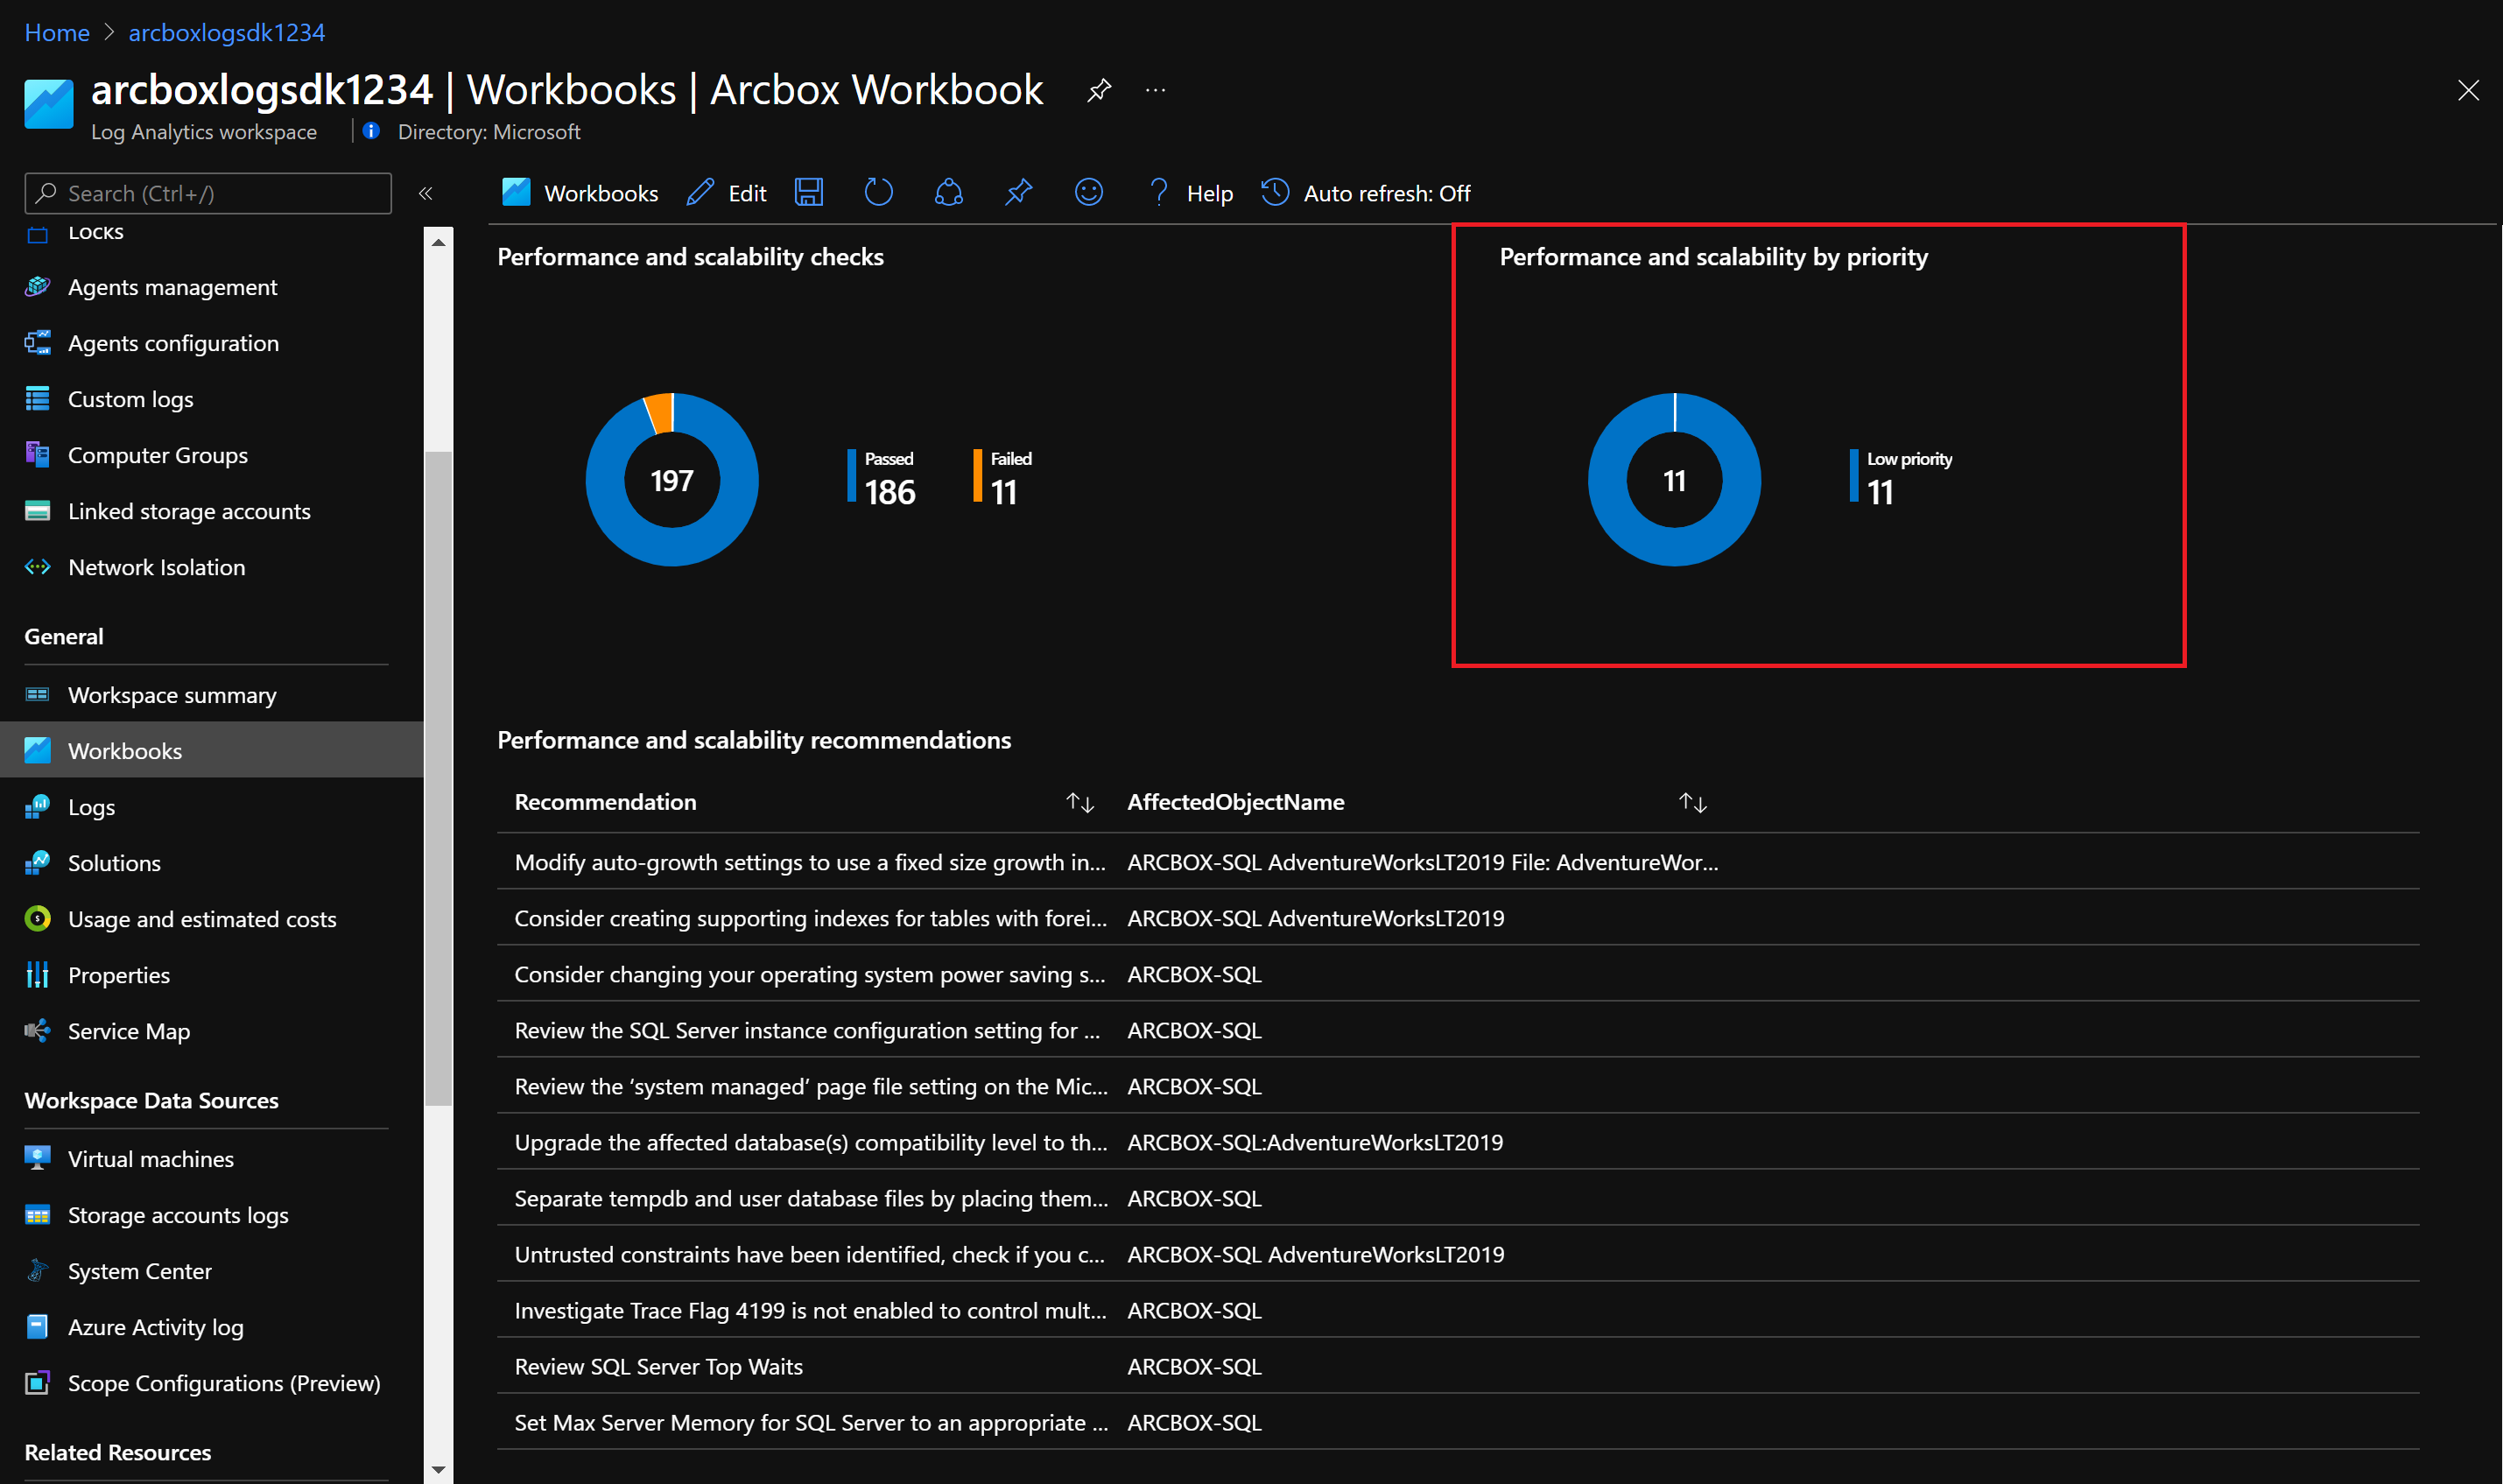 Home > arcboxlogsdk1234
arcboxlogsdk1234 | Workbooks | Arcbox Workbook ...
Log Analytics workspace | Directory: Microsoft
Search (Ctrl+/) «
Workbooks Edit Help Auto refresh: Off
Locks
Agents management
Agents configuration
Custom logs
Computer Groups
Linked storage accounts
Network Isolation
General
Workspace summary
Workbooks
Logs
Solutions
Usage and estimated costs
Properties
Service Map
Workspace Data Sources
Virtual machines
Storage accounts logs
System Center
Azure Activity log
Scope Configurations (Preview)
Related Resources
Performance and scalability checks
197
Passed
186
Failed
11
Performance and scalability by priority
11
Low priority
11
Performance and scalability recommendations
Recommendation ↑↓ AffectedObjectName ↑↓
Modify auto-growth settings to use a fixed size growth in... ARCBOX-SQL AdventureWorksLT2019 File: AdventureWor...
Consider creating supporting indexes for tables with forei... ARCBOX-SQL AdventureWorksLT2019
Consider changing your operating system power saving s... ARCBOX-SQL
Review the SQL Server instance configuration setting for ... ARCBOX-SQL
Review the ‘system managed’ page file setting on the Mic... ARCBOX-SQL
Upgrade the affected database(s) compatibility level to th... ARCBOX-SQL:AdventureWorksLT2019
Separate tempdb and user database files by placing them... ARCBOX-SQL
Untrusted constraints have been identified, check if you c... ARCBOX-SQL AdventureWorksLT2019
Investigate Trace Flag 4199 is not enabled to control mult... ARCBOX-SQL
Review SQL Server Top Waits ARCBOX-SQL
Set Max Server Memory for SQL Server to an appropriate ... ARCBOX-SQL